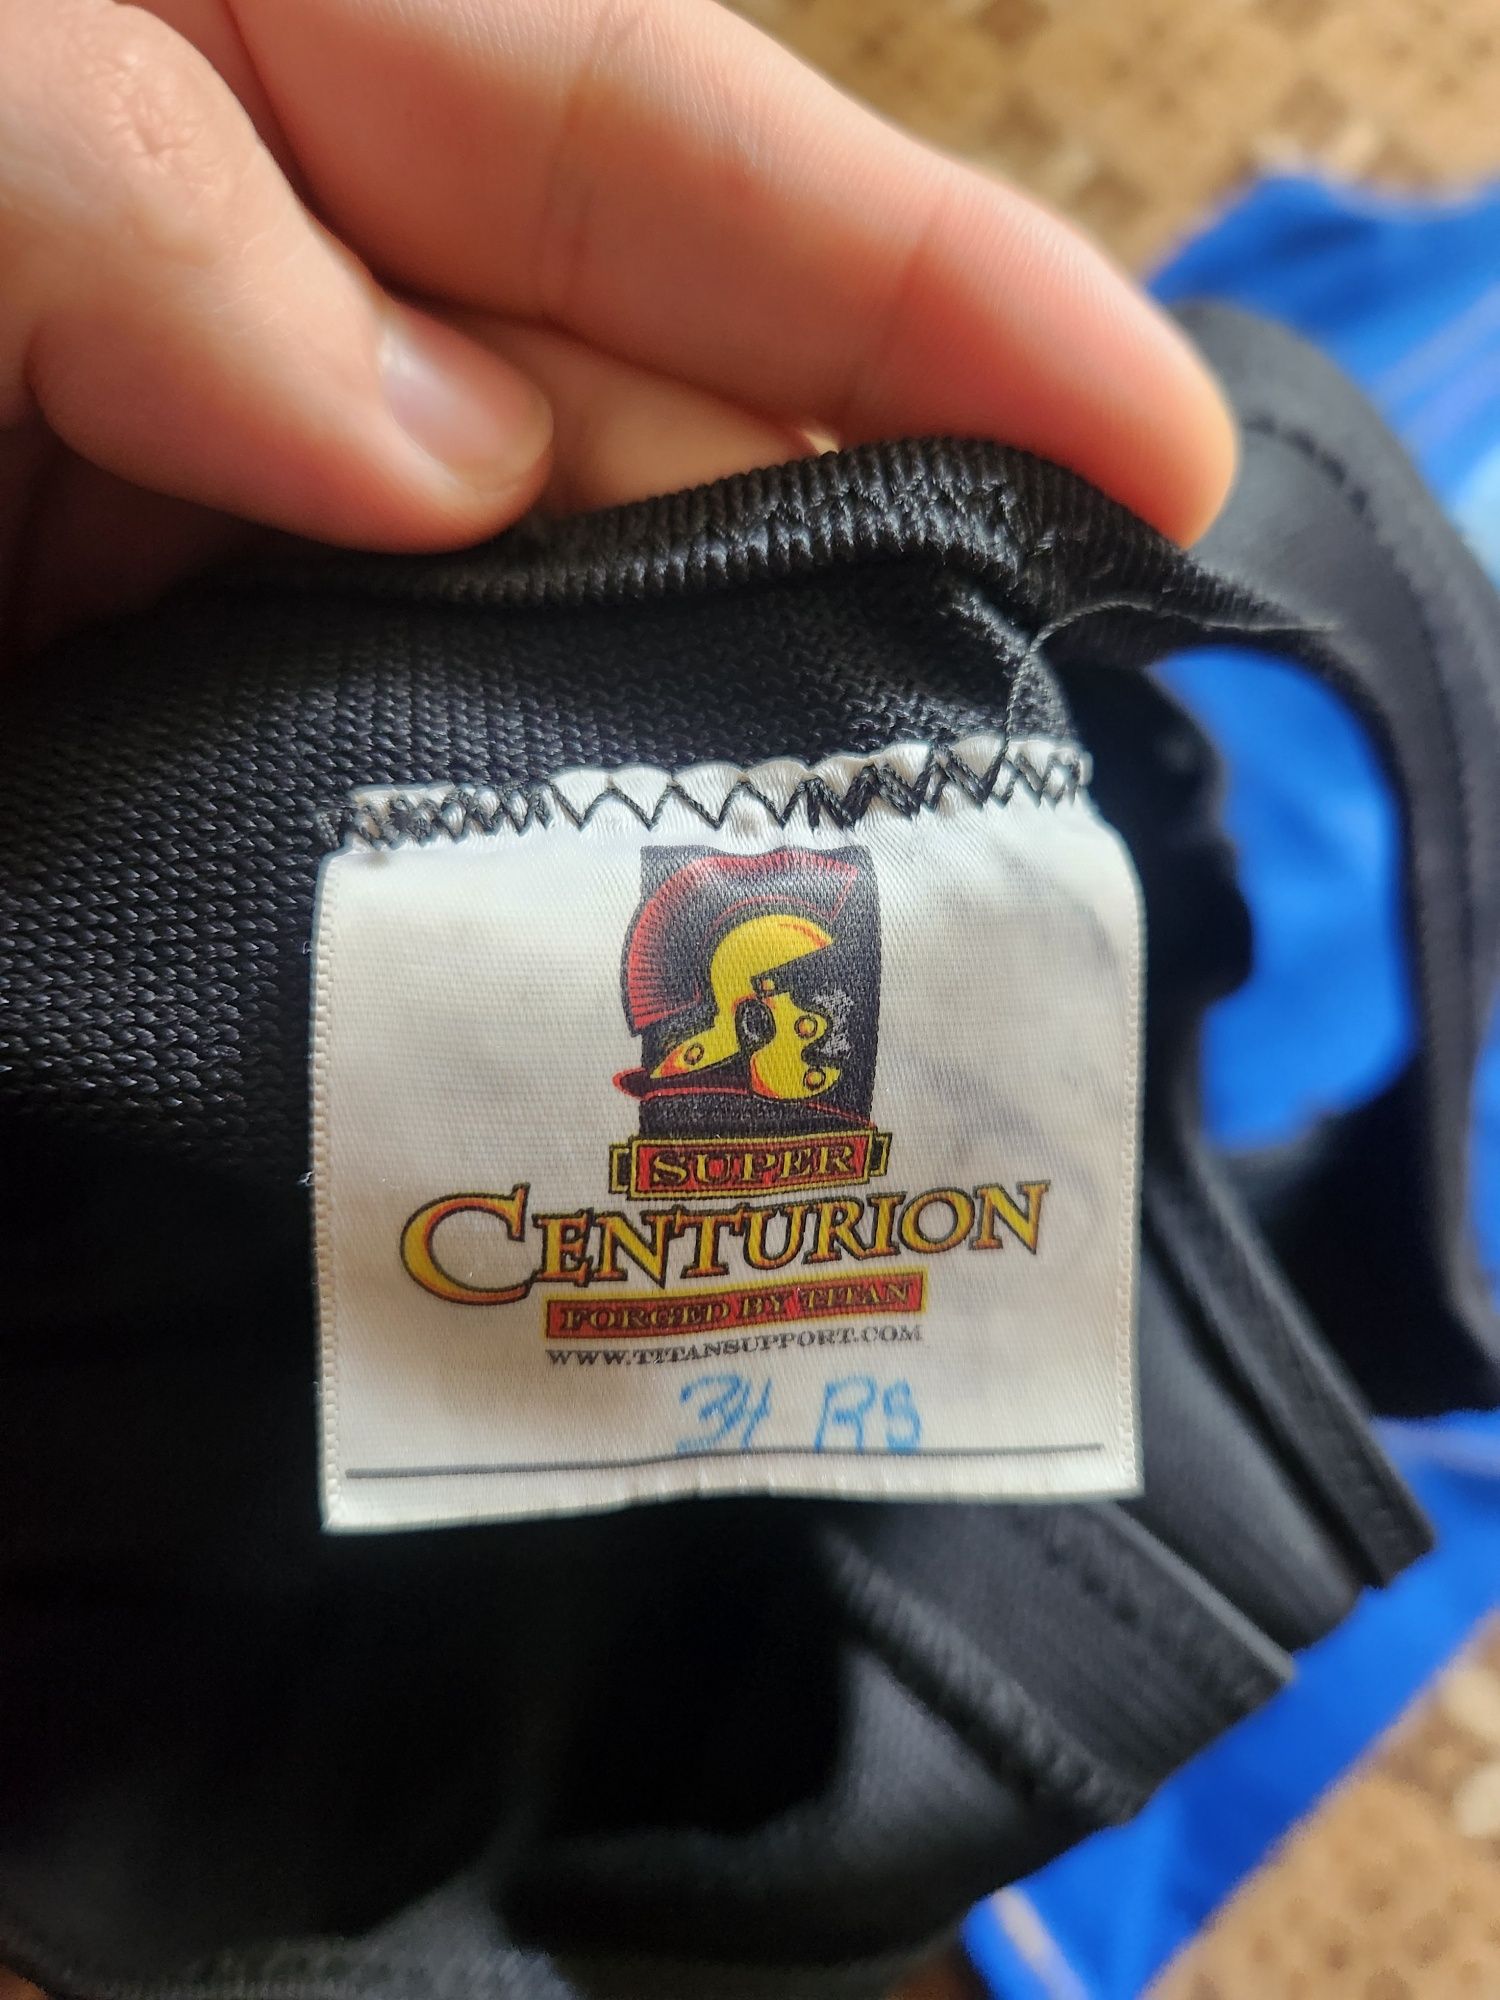 SUPER
CENTURION
FORGED BY TITAN
WWW.TITANSUPPORT.COM
34 RS